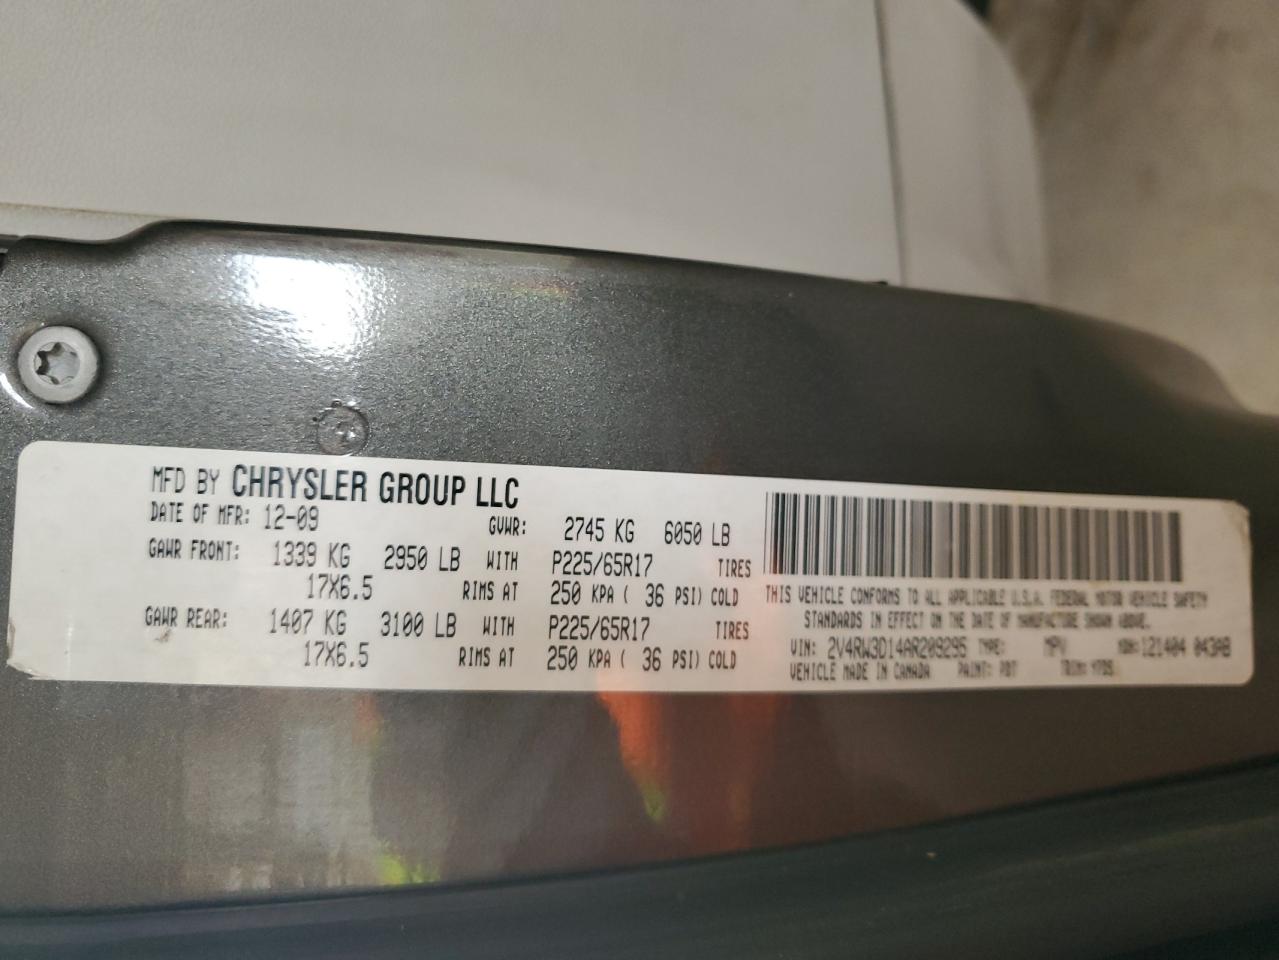 MFD BY CHRYSLER GROUP LLC
DATE OF MFR: 12-09 GVWR: 2745 KG 6050 LB
GAWR FRONT: 1339 KG 2950 LB WITH P225/65R17 TIRES
17X6.5 RIMS AT 250 KPA ( 36 PSI) COLD
GAWR REAR: 1407 KG 3100 LB WITH P225/65R17 TIRES
17X6.5 RIMS AT 250 KPA ( 36 PSI) COLD
THIS VEHICLE CONFORMS TO ALL APPLICABLE U.S.A. FEDERAL MOTOR VEHICLE SAFETY
STANDARDS IN EFFECT ON THE DATE OF MANUFACTURE SHOWN ABOVE.
VIN: 2V4RW3D14AR209295 TYPE: MPV MDH: 121404 043AB
VEHICLE MADE IN CANADA PAINT: PDT TRIM: